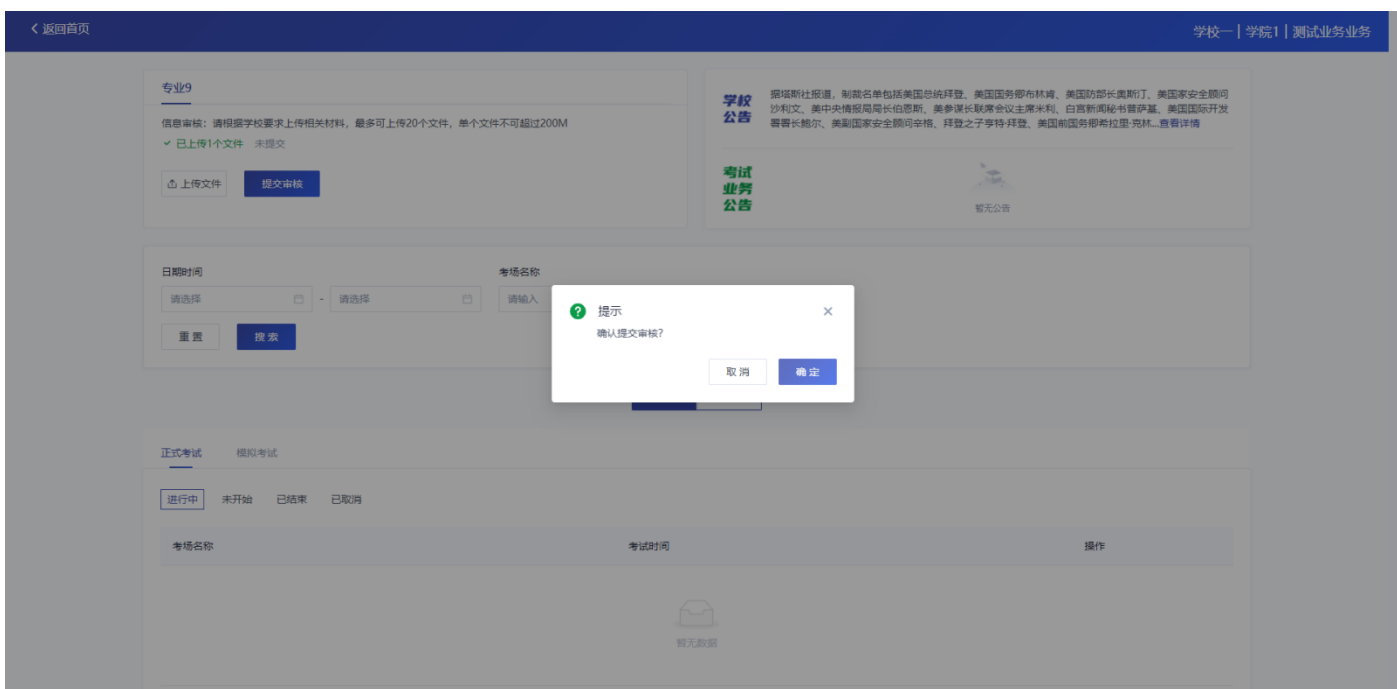 返回首页
学校一 | 学院1 | 测试业务业务
专业9
信息审核：请根据学校要求上传相关材料，最多可上传20个文件，单个文件不可超过200M
已上传1个文件 未提交
上传文件 提交审核
学校
公告
据塔斯社报道，制裁名单包括美国总统拜登、美国国务卿布林肯、美国防部长奥斯汀、美国家安全顾问
沙利文、美中央情报局局长伯恩斯、美参谋长联席会议主席米利、白宫新闻秘书普萨基、美国国际开发
署署长鲍尔、美副国家安全顾问辛格、拜登之子亨特·拜登、美国前国务卿希拉里·克林...查看详情
考试
业务
公告
暂无公告
日期时间 考场名称
请选择 - 请选择 请输入
重置 搜索
提示
确认提交审核?
取消 确定
正式考试 模拟考试
进行中 未开始 已结束 已取消
考场名称 考试时间 操作
暂无数据